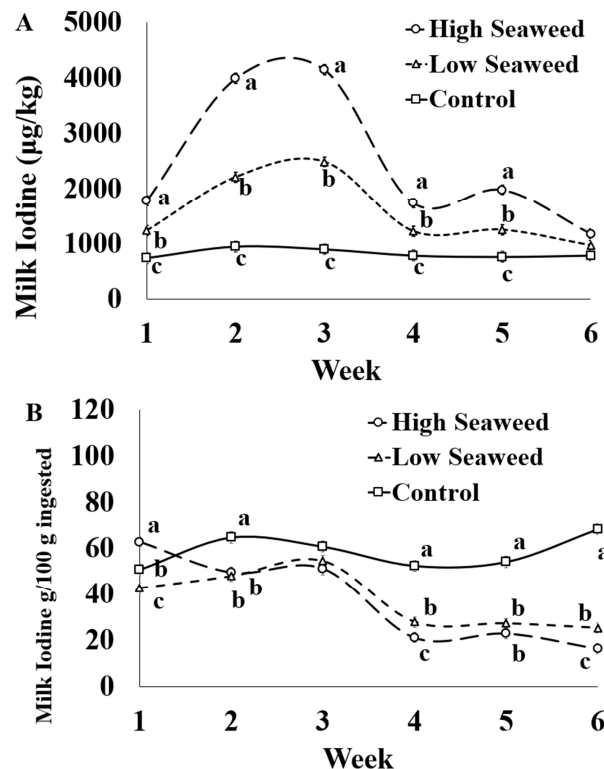 A
High Seaweed
Low Seaweed
Control
Milk Iodine (µg/kg)
5000
4000
3000
2000
1000
0
a a a a a
b b b b b
c c c c c
1 2 3 4 5 6
Week
B
High Seaweed
Low Seaweed
Control
Milk Iodine g/100 g ingested
120
100
80
60
40
20
0
a a a a a
b b b b b b
c c b c
1 2 3 4 5 6
Week